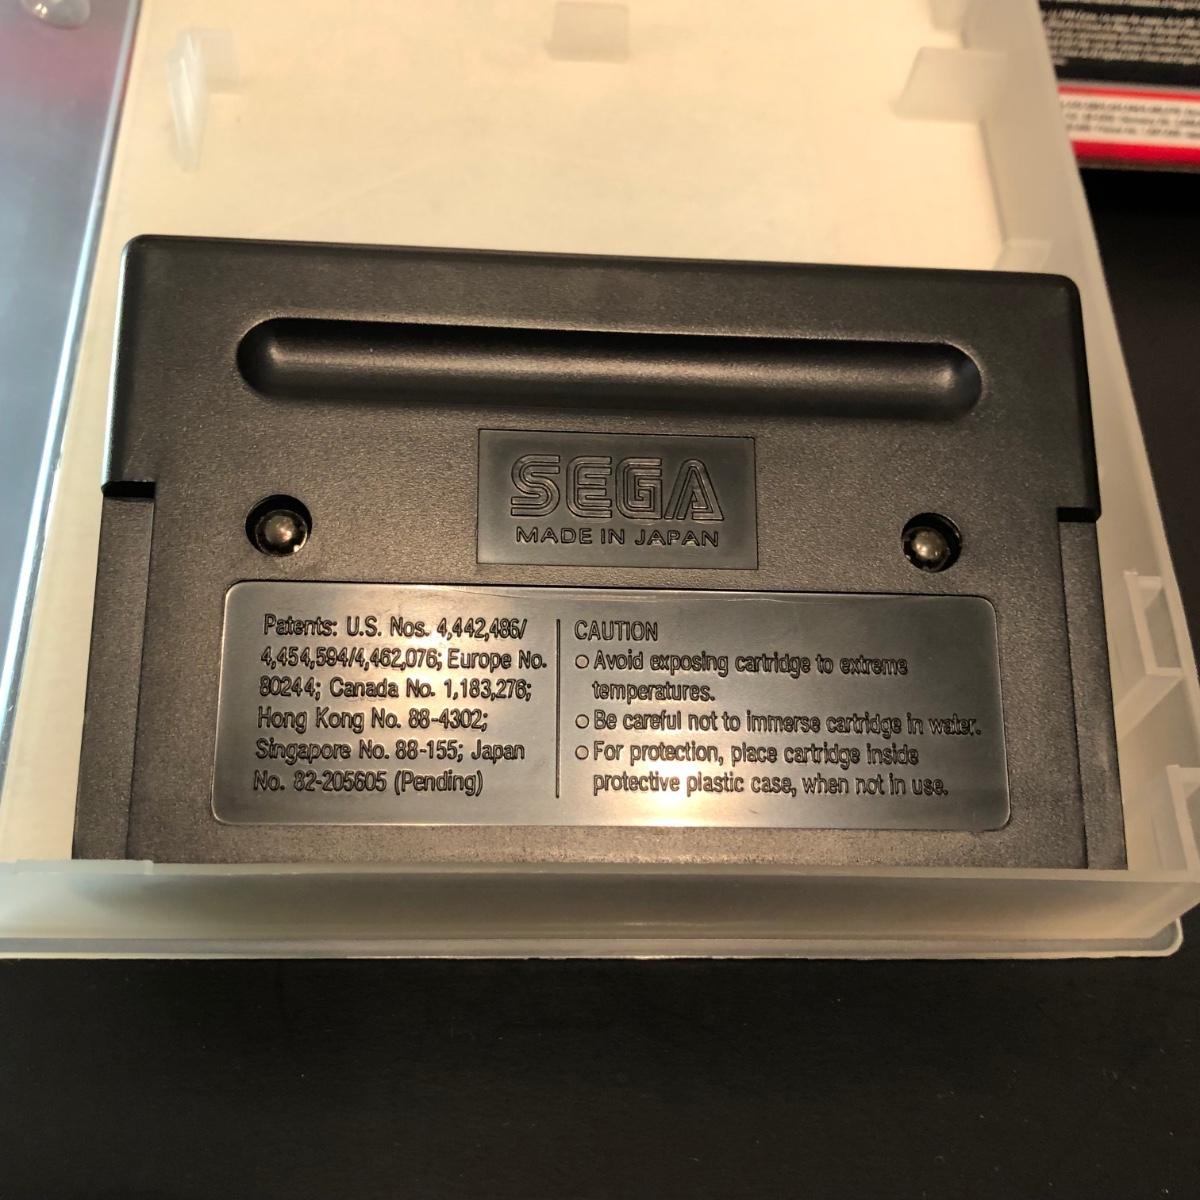 SEGA
MADE IN JAPAN
Patents: U.S. Nos. 4,442,486/
4,454,594/4,462,076; Europe No.
80244; Canada No. 1,183,276;
Hong Kong No. 88-4302;
Singapore No. 88-155; Japan
No. 82-205605 (Pending)
CAUTION
○ Avoid exposing cartridge to extreme
temperatures.
○ Be careful not to immerse cartridge in water.
○ For protection, place cartridge inside
protective plastic case, when not in use.